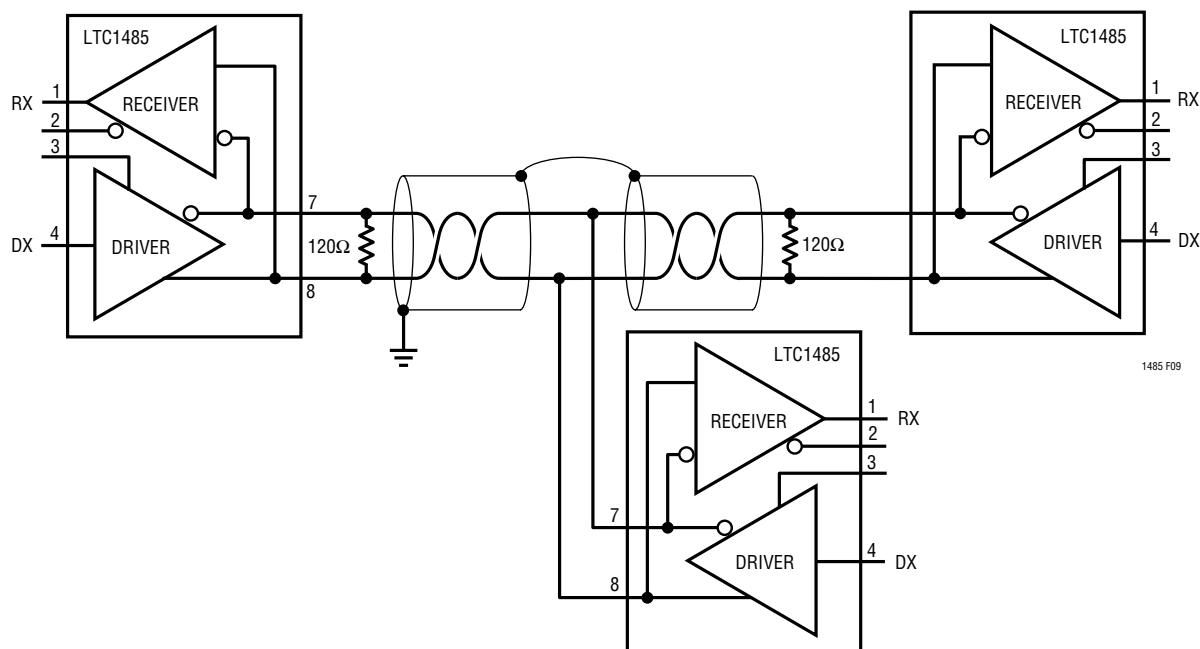 LTC1485
RX
1
RECEIVER
2
3
DX
4
DRIVER
7
8
120Ω
120Ω
LTC1485
RECEIVER
1
RX
2
3
DRIVER
4
DX
LTC1485
RECEIVER
1
RX
2
3
7
DRIVER
4
DX
8
1485 F09